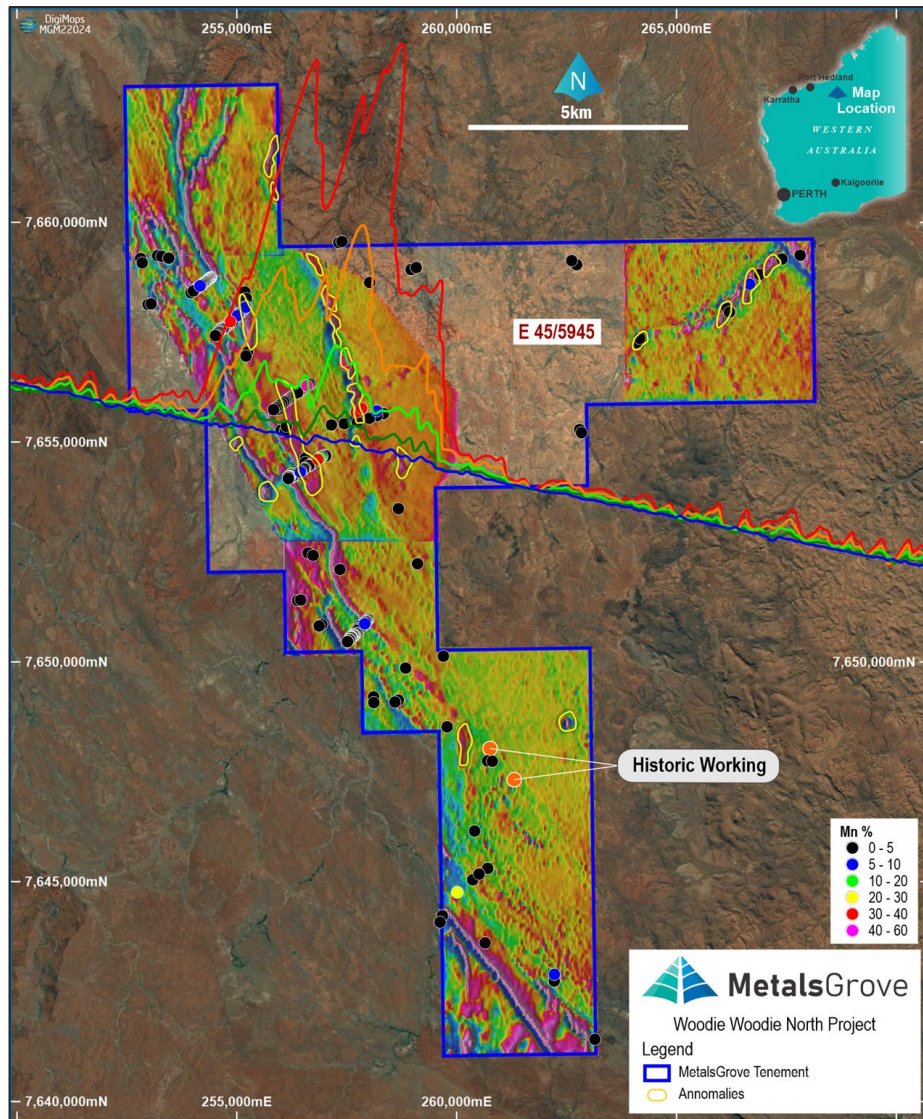 DigiMaps
MGM22024
255,000mE
260,000mE
265,000mE
N
5km
Port Hedland
Karratha
Map
Location
WESTERN
AUSTRALIA
Kalgoorlie
PERTH
7,660,000mN
E 45/5945
7,655,000mN
7,650,000mN
7,650,000mN
Historic Working
Mn %
0 - 5
5 - 10
10 - 20
20 - 30
30 - 40
40 - 60
7,645,000mN
MetalsGrove
Woodie Woodie North Project
Legend
MetalsGrove Tenement
Annomalies
7,640,000mN
255,000mE
260,000mE